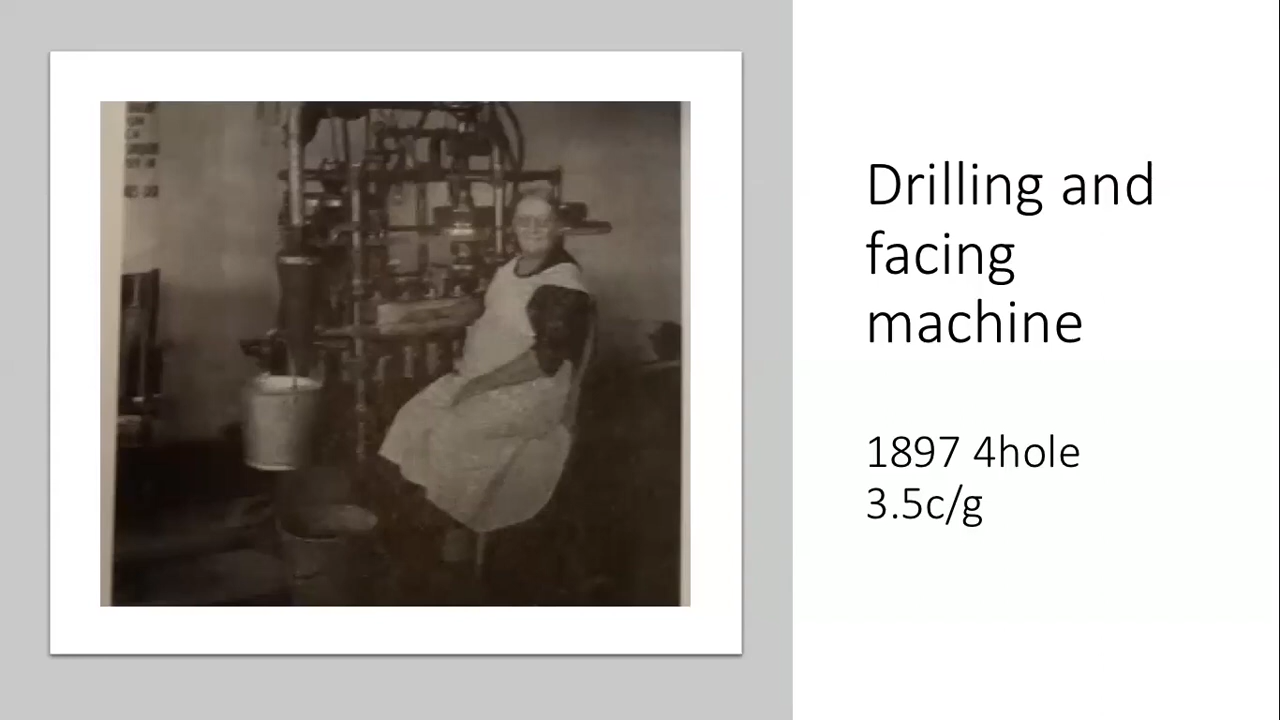 Drilling and
facing
machine
1897 4hole
3.5c/g